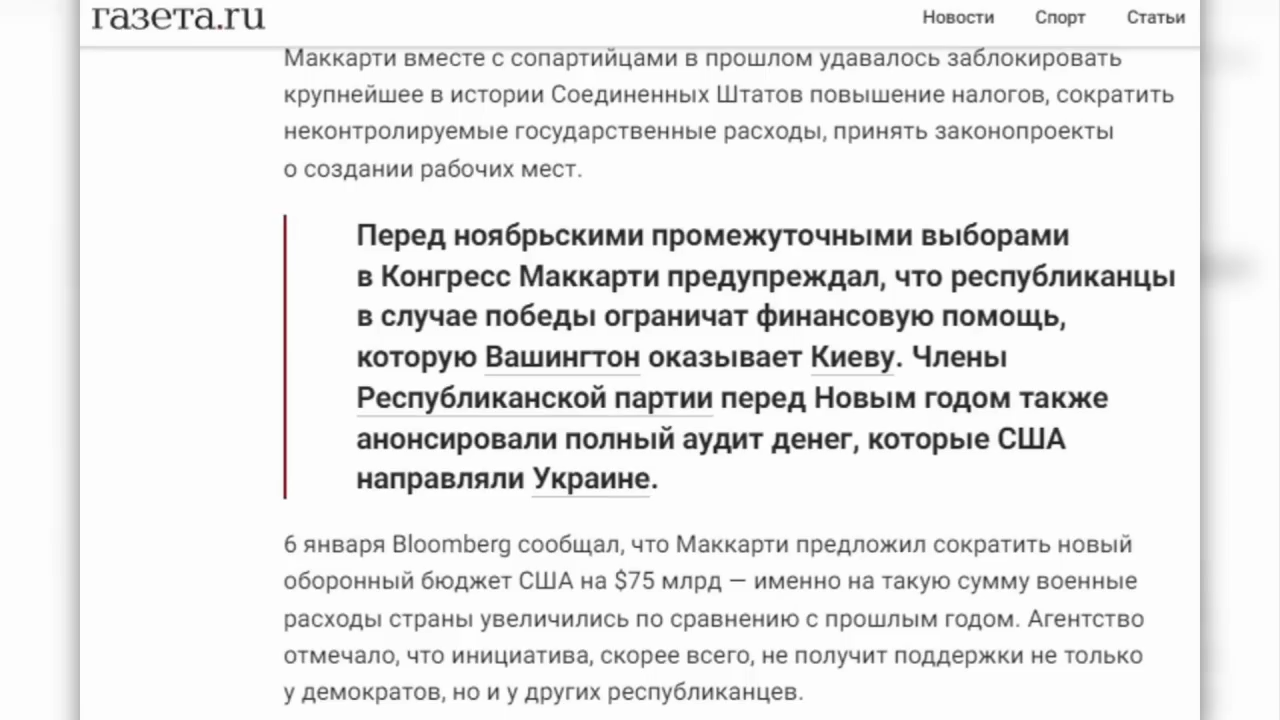 газета.ru
Новости Спорт Статьи
Маккарти вместе с сопартийцами в прошлом удавалось заблокировать
крупнейшее в истории Соединенных Штатов повышение налогов, сократить
неконтролируемые государственные расходы, принять законопроекты
о создании рабочих мест.
Перед ноябрьскими промежуточными выборами
в Конгресс Маккарти предупреждал, что республиканцы
в случае победы ограничат финансовую помощь,
которую Вашингтон оказывает Киеву. Члены
Республиканской партии перед Новым годом также
анонсировали полный аудит денег, которые США
направляли Украине.
6 января Bloomberg сообщал, что Маккарти предложил сократить новый
оборонный бюджет США на $75 млрд — именно на такую сумму военные
расходы страны увеличились по сравнению с прошлым годом. Агентство
отмечало, что инициатива, скорее всего, не получит поддержки не только
у демократов, но и у других республиканцев.